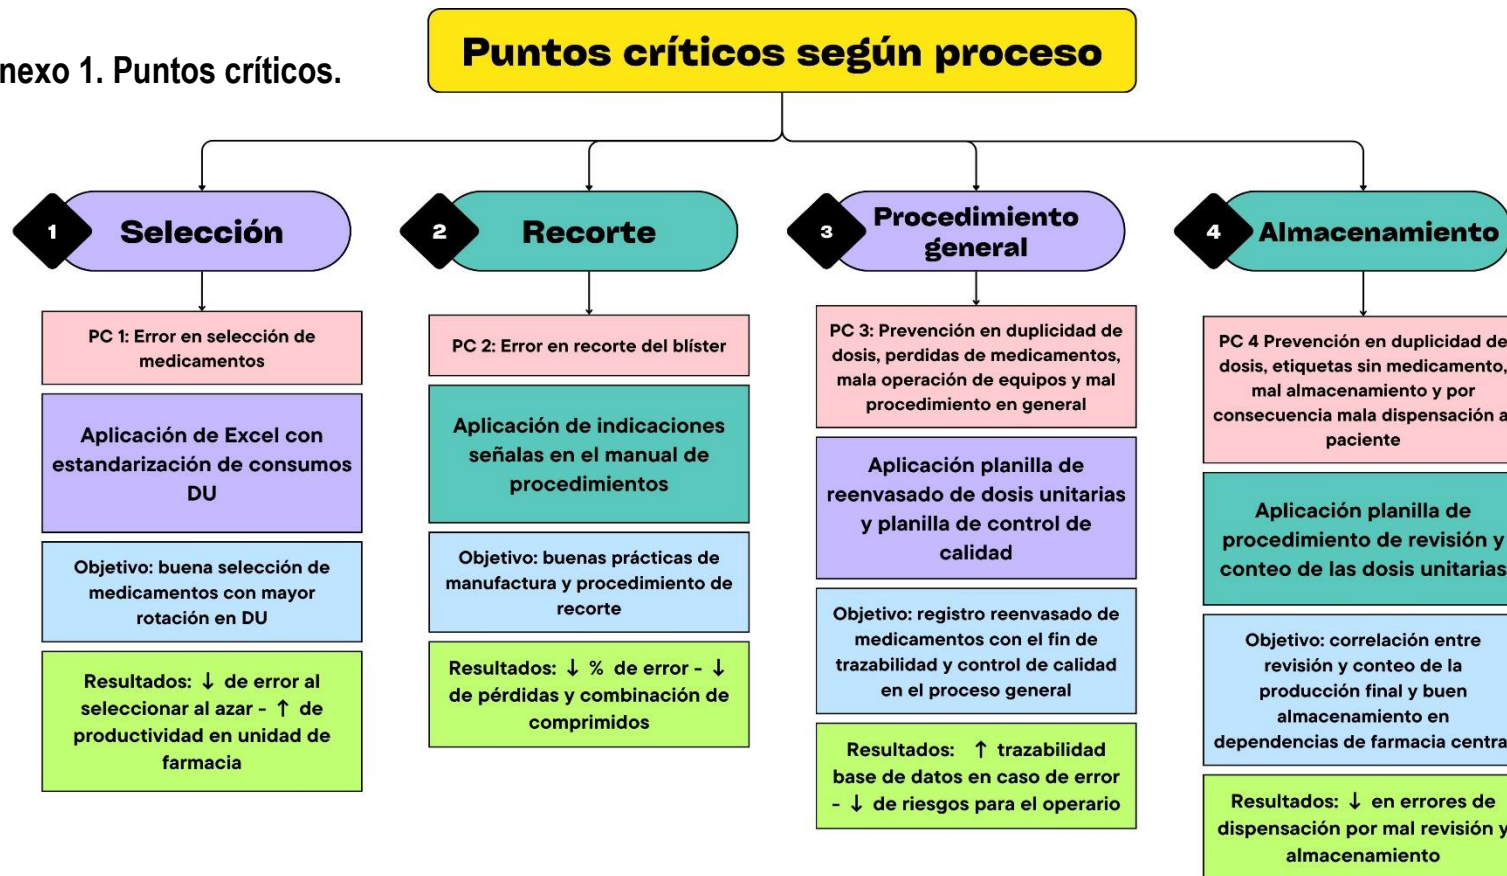 nexo 1. Puntos críticos.
Puntos críticos según proceso
1
Selección
PC 1: Error en selección de
medicamentos
Aplicación de Excel con
estandarización de consumos
DU
Objetivo: buena selección de
medicamentos con mayor
rotación en DU
Resultados: ↓ de error al
seleccionar al azar - ↑ de
productividad en unidad de
farmacia
2
Recorte
PC 2: Error en recorte del blíster
Aplicación de indicaciones
señalas en el manual de
procedimientos
Objetivo: buenas prácticas de
manufactura y procedimiento de
recorte
Resultados: ↓ % de error - ↓
de pérdidas y combinación de
comprimidos
3
Procedimiento
general
PC 3: Prevención en duplicidad de
dosis, perdidas de medicamentos,
mala operación de equipos y mal
procedimiento en general
Aplicación planilla de
reenvasado de dosis unitarias
y planilla de control de
calidad
Objetivo: registro reenvasado de
medicamentos con el fin de
trazabilidad y control de calidad
en el proceso general
Resultados: ↑ trazabilidad
base de datos en caso de error
- ↓ de riesgos para el operario
4
Almacenamiento
PC 4 Prevención en duplicidad de
dosis, etiquetas sin medicamento,
mal almacenamiento y por
consecuencia mala dispensación a
paciente
Aplicación planilla de
procedimiento de revisión y
conteo de las dosis unitarias
Objetivo: correlación entre
revisión y conteo de la
producción final y buen
almacenamiento en
dependencias de farmacia centra
Resultados: ↓ en errores de
dispensación por mal revisión y
almacenamiento